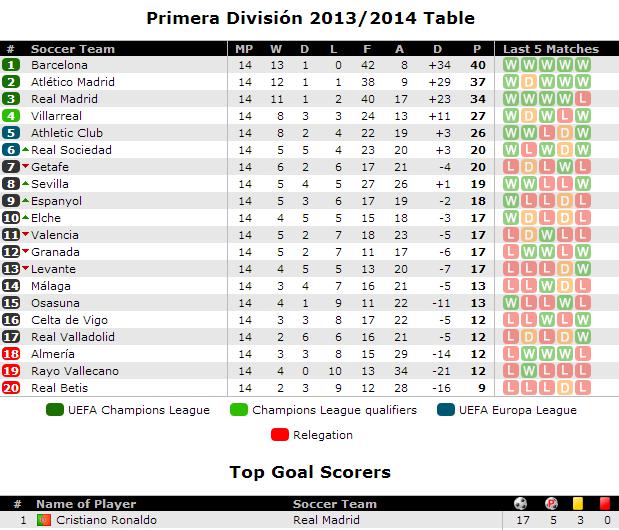 Primera División 2013/2014 Table
# Soccer Team MP W D L F A D P Last 5 Matches
1 Barcelona 14 13 1 0 42 8 +34 40 W W W W W
2 Atlético Madrid 14 12 1 1 38 9 +29 37 W D W W W
3 Real Madrid 14 11 1 2 40 17 +23 34 W W W W L
4 Villarreal 14 8 3 3 24 13 +11 27 W D W L W
5 Athletic Club 14 8 2 4 22 19 +3 26 W W L D W
6 Real Sociedad 14 5 5 4 23 20 +3 20 W L W D W
7 Getafe 14 6 2 6 17 21 -4 20 L D L W L
8 Sevilla 14 5 4 5 27 26 +1 19 W W L L W
9 Espanyol 14 5 3 6 17 19 -2 18 W L L D L
10 Elche 14 4 5 5 15 18 -3 17 W D L D L
11 Valencia 14 5 2 7 18 23 -5 17 L D W L L
12 Granada 14 5 2 7 11 17 -6 17 W L L W W
13 Levante 14 4 5 5 13 20 -7 17 L L L D L
14 Málaga 14 3 4 7 16 21 -5 13 L L W D L
15 Osasuna 14 4 1 9 11 22 -11 13 W L L W L
16 Celta de Vigo 14 3 3 8 17 22 -5 12 L L W L W
17 Real Valladolid 14 2 6 6 16 21 -5 12 L D L D W
18 Almería 14 3 3 8 15 29 -14 12 L W W W L
19 Rayo Vallecano 14 4 0 10 13 34 -21 12 L W L L L
20 Real Betis 14 2 3 9 12 28 -16 9 L L L D L
UEFA Champions League Champions League qualifiers UEFA Europa League
Relegation
Top Goal Scorers
# Name of Player Soccer Team
1 Cristiano Ronaldo Real Madrid 17 5 3 0